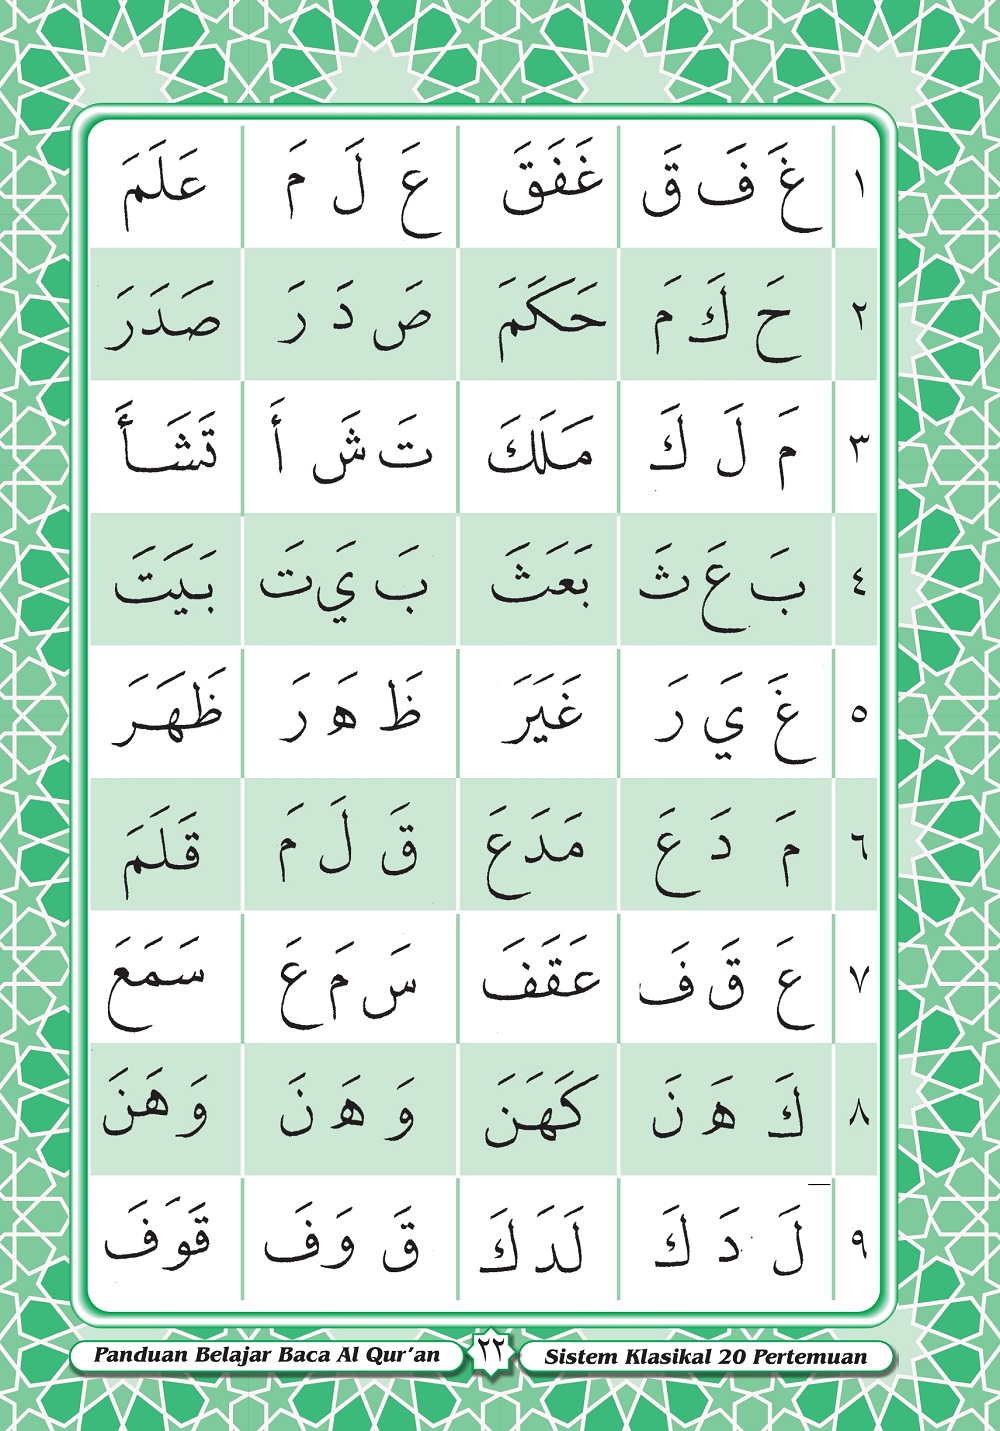 ١ غَ فَ قَ غَفَقَ عَ لَ مَ عَلَمَ
٢ حَ كَ مَ حَكَمَ صَ دَ رَ صَدَرَ
٣ مَ لَ كَ مَلَكَ تَ شَ أَ تَشَأَ
٤ بَ عَ ثَ بَعَثَ بَ يَ تَ بَيَتَ
٥ غَ يَ رَ غَيَرَ ظَ هَ رَ ظَهَرَ
٦ مَ دَ عَ مَدَعَ قَ لَ مَ قَلَمَ
٧ عَ قَ فَ عَقَفَ سَ مَ عَ سَمَعَ
٨ كَ هَ نَ كَهَنَ وَ هَ نَ وَهَنَ
٩ لَ دَ كَ لَدَكَ قَ وَ فَ قَوَفَ
Panduan Belajar Baca Al Qur'an ٢٢ Sistem Klasikal 20 Pertemuan